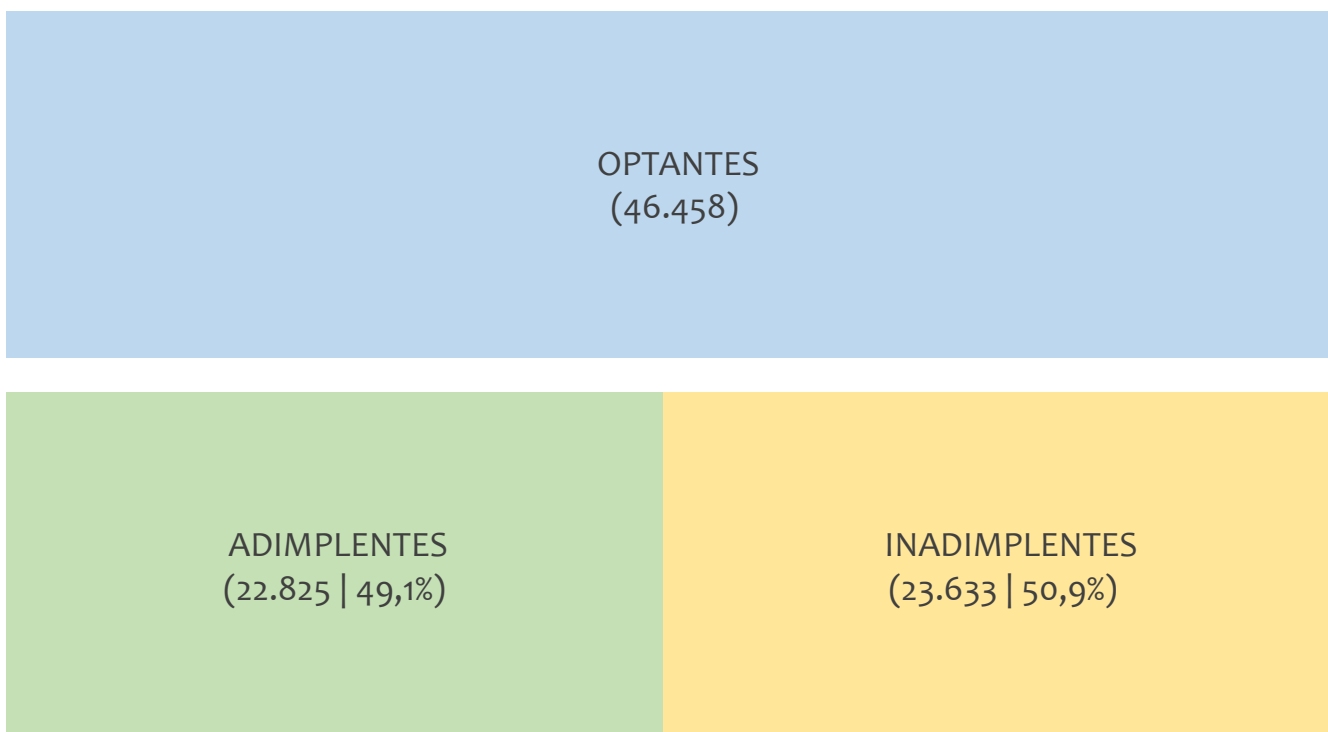 OPTANTES
(46.458)
ADIMPLENTES
(22.825 | 49,1%)
INADIMPLENTES
(23.633 | 50,9%)